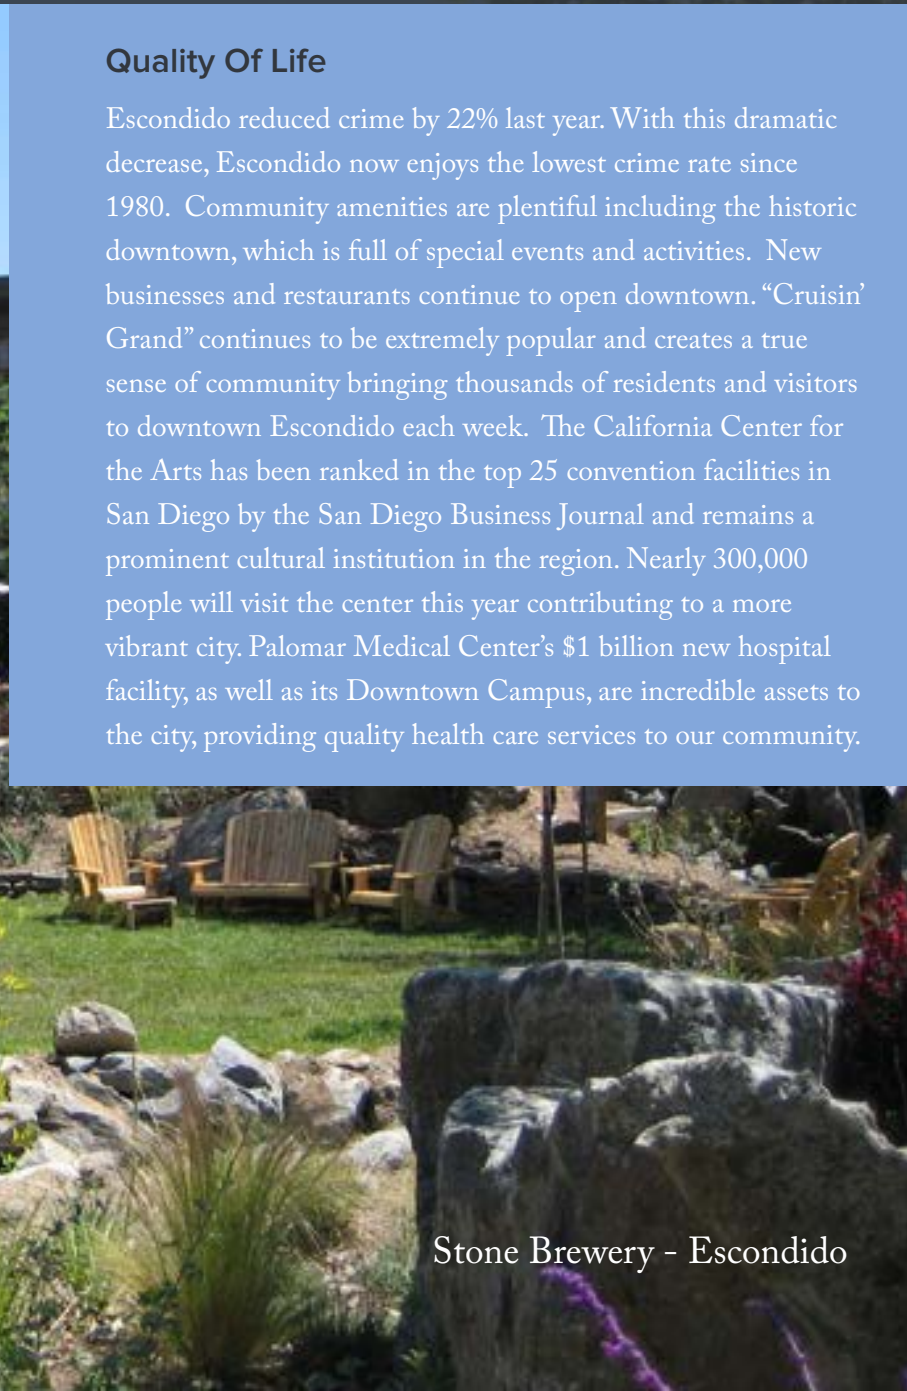 Quality Of Life
Escondido reduced crime by 22% last year. With this dramatic
decrease, Escondido now enjoys the lowest crime rate since
1980.  Community amenities are plentiful including the historic
downtown, which is full of special events and activities.  New
businesses and restaurants continue to open downtown. “Cruisin’
Grand” continues to be extremely popular and creates a true
sense of community bringing thousands of residents and visitors
to downtown Escondido each week.  The California Center for
the Arts has been ranked in the top 25 convention facilities in
San Diego by the San Diego Business Journal and remains a
prominent cultural institution in the region. Nearly 300,000
people will visit the center this year contributing to a more
vibrant city. Palomar Medical Center’s $1 billion new hospital
facility, as well as its Downtown Campus, are incredible assets to
the city, providing quality health care services to our community.
Stone Brewery - Escondido